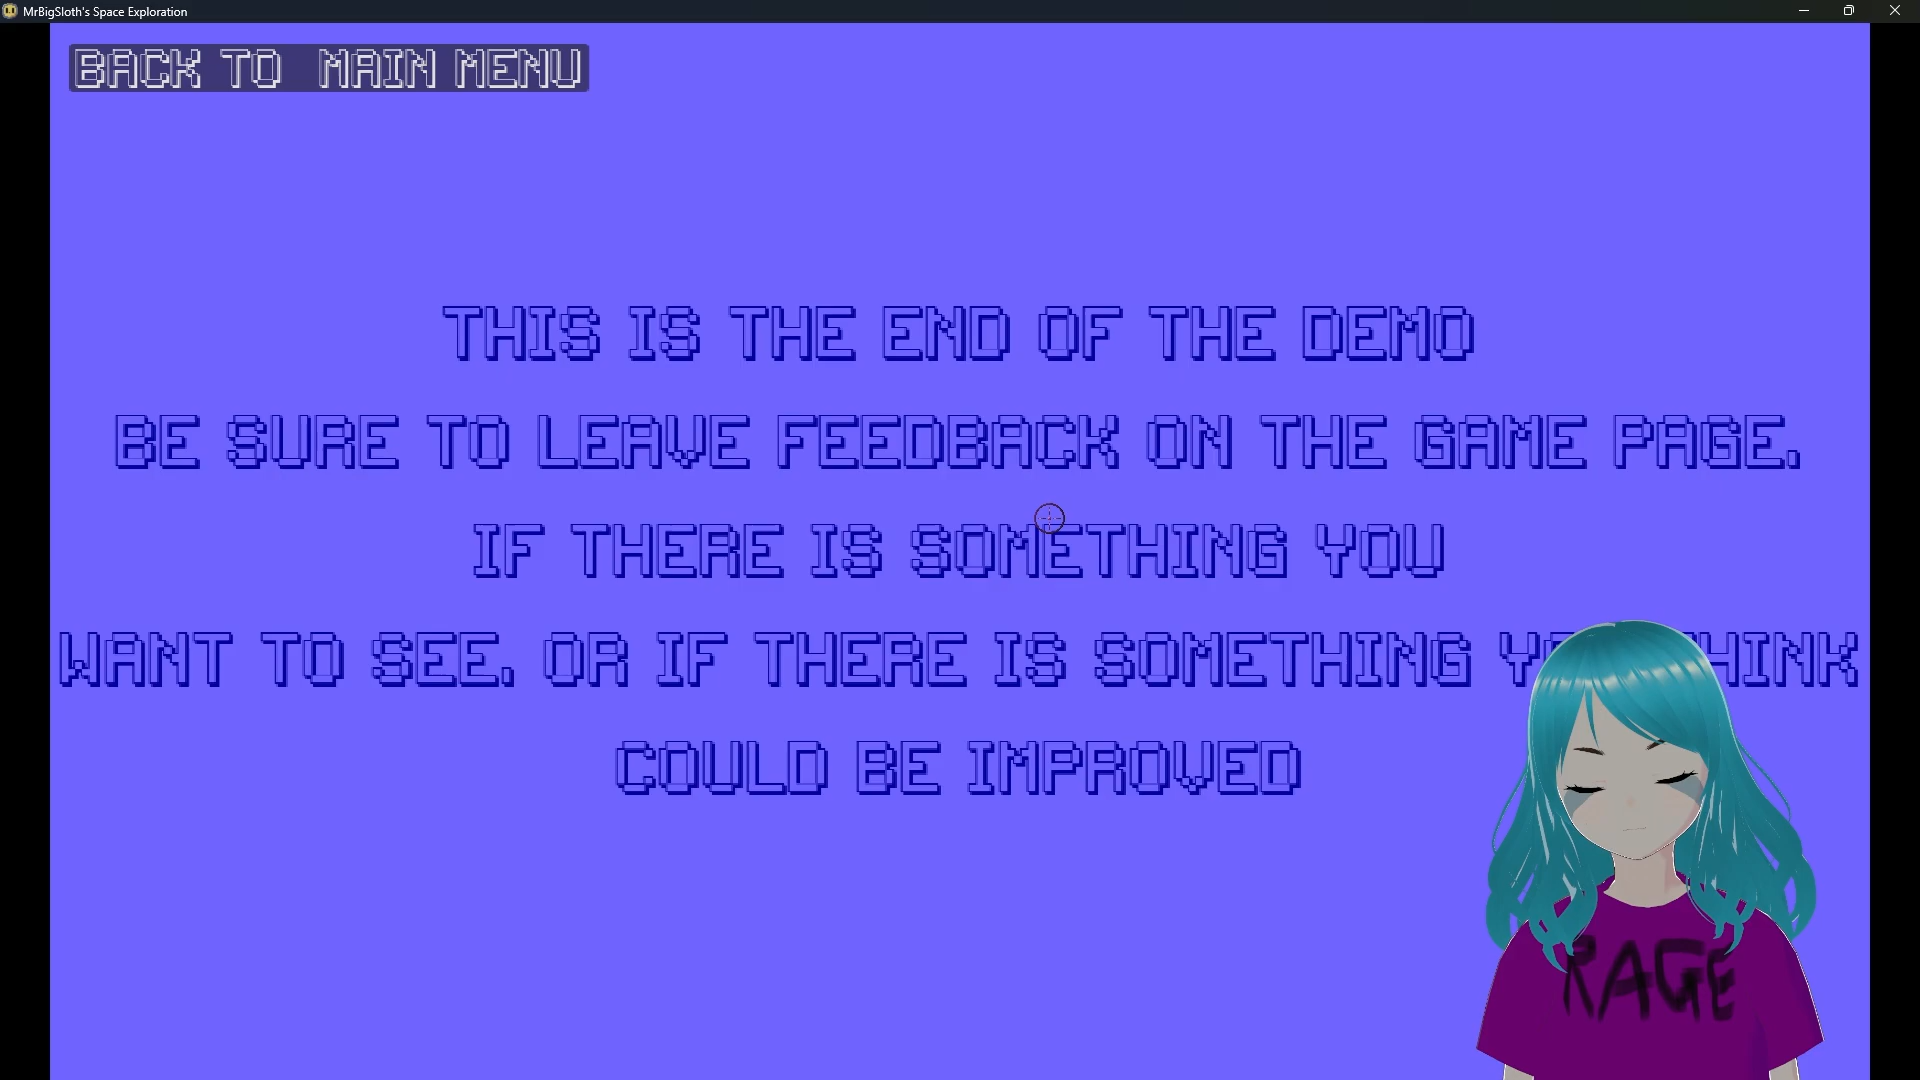 MrBigSloth's Space Exploration
BACK TO MAIN MENU
THIS IS THE END OF THE DEMO
BE SURE TO LEAVE FEEDBACK ON THE GAME PAGE.
IF THERE IS SOMETHING YOU
WANT TO SEE, OR IF THERE IS SOMETHING THINK
COULD BE IMPROVED
RAGE